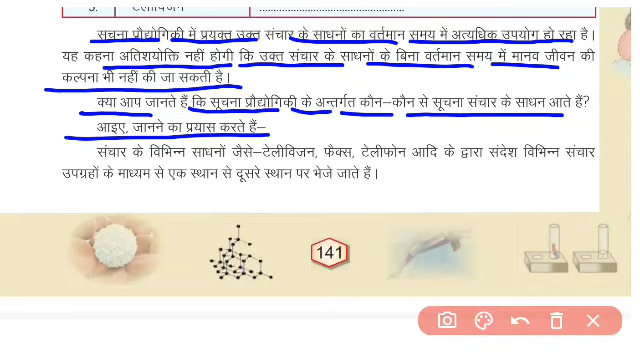 5. टेलीविजन
सूचना प्रौद्योगिकी में प्रयुक्त उक्त संचार के साधनों का वर्तमान समय में अत्यधिक उपयोग हो रहा है।
यह कहना अतिशयोक्ति नहीं होगी कि उक्त संचार के साधनों के बिना वर्तमान समय में मानव जीवन की
कल्पना भी नहीं की जा सकती है।
क्या आप जानते हैं कि सूचना प्रौद्योगिकी के अन्तर्गत कौन–कौन से सूचना संचार के साधन आते हैं?
आइए, जानने का प्रयास करते हैं–
संचार के विभिन्न साधनों जैसे–टेलीविजन, फैक्स, टेलीफोन आदि के द्वारा संदेश विभिन्न संचार
उपग्रहों के माध्यम से एक स्थान से दूसरे स्थान पर भेजे जाते हैं।
141